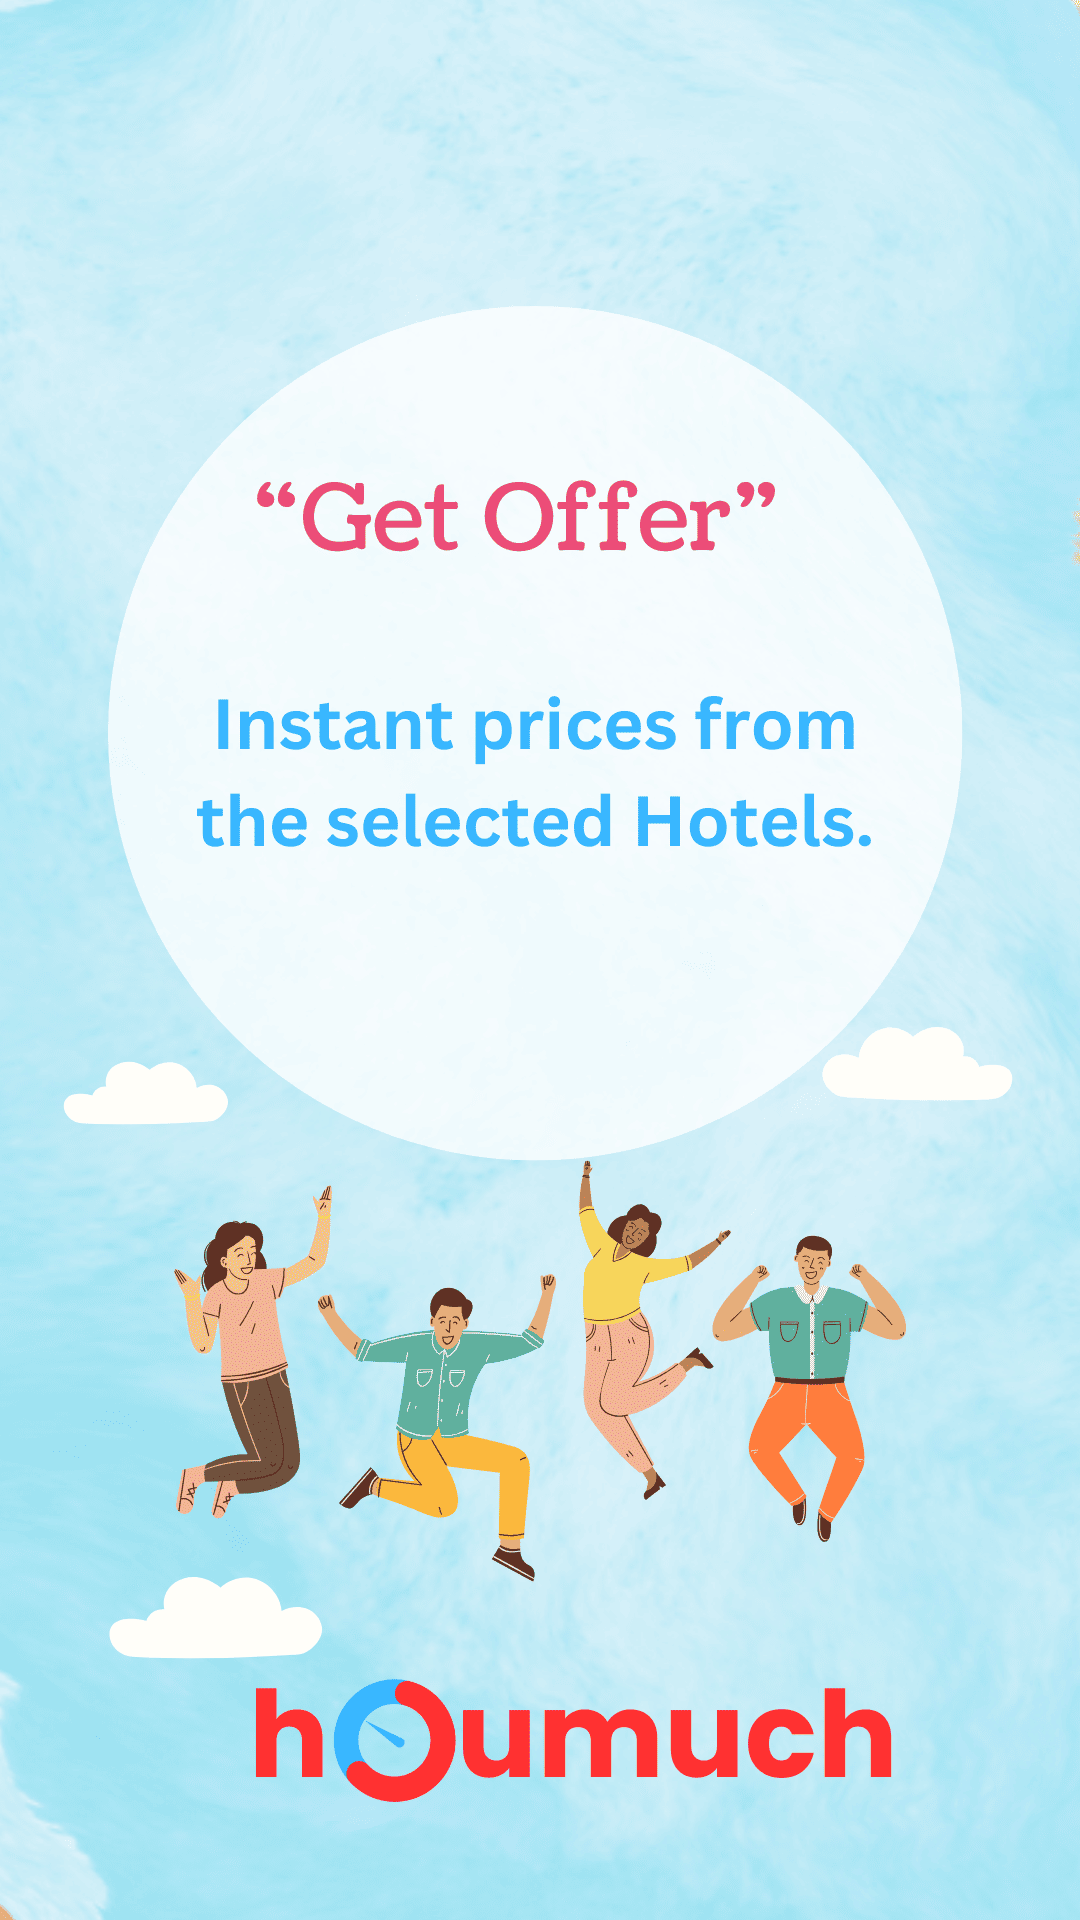 “Get Offer”
Instant prices from
the selected Hotels.
houmuch